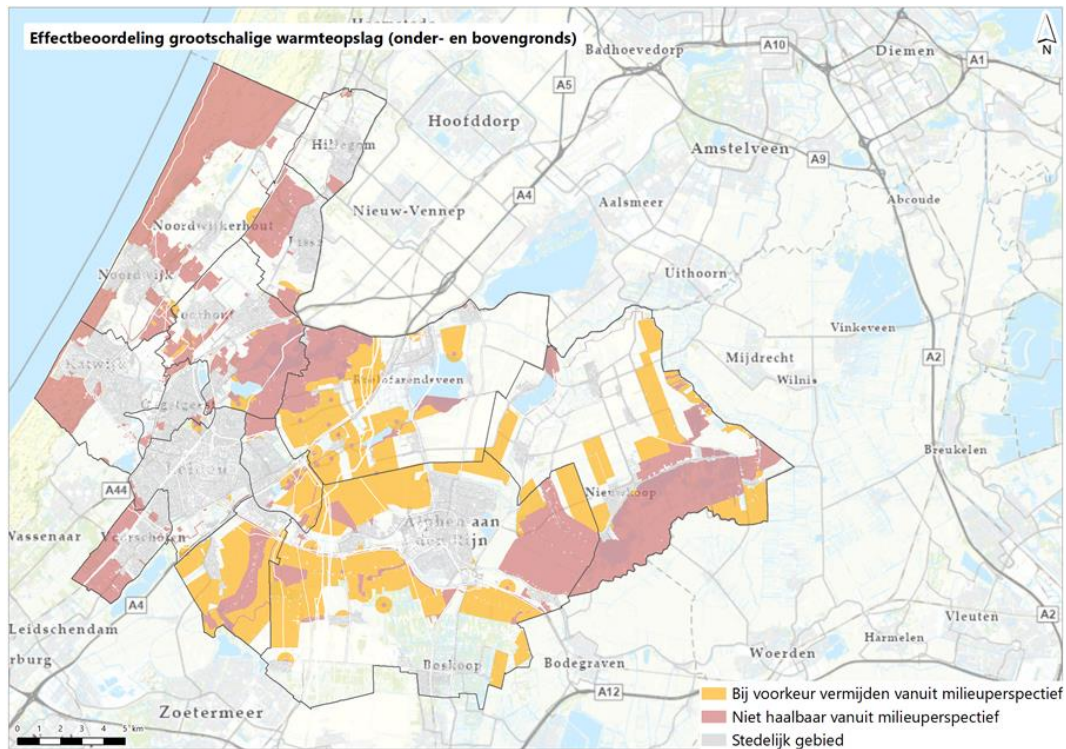 Effectbeoordeling grootschalige warmteopslag (onder- en bovengronds)
N
Badhoevedorp
A10
Diemen
A1
A5
Hoofddorp
Hillegom
Amstelveen
A9
A4
Nieuw-Vennep
Aalsmeer
Abcoude
Noordwijkerhout
Lisse
Noordwijk
Uithoorn
Vinkeveen
A2
Mijdrecht
Wilnis
Katwijk
Roelofarendsveen
Leiden
Breukelen
A44
Nieuwkoop
Alphen aan
den Rijn
Wassenaar
Voorschoten
A4
Leidschendam
Vleuten
A2
Harmelen
Woerden
rburg
Boskoop
Bodegraven
A12
Zoetermeer
Bij voorkeur vermijden vanuit milieuperspectief
Niet haalbaar vanuit milieuperspectief
Stedelijk gebied
0 1 2 3 4 5 km